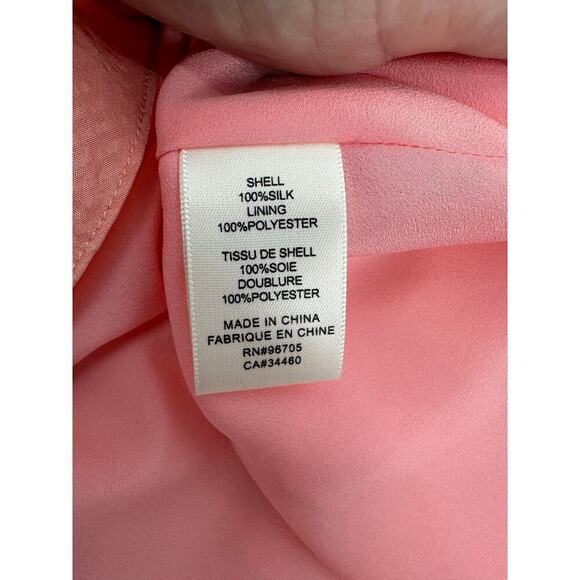 SHELL
100%SILK
LINING
100%POLYESTER
TISSU DE SHELL
100%SOIE
DOUBLURE
100%POLYESTER
MADE IN CHINA
FABRIQUE EN CHINE
RN#96705
CA#34460